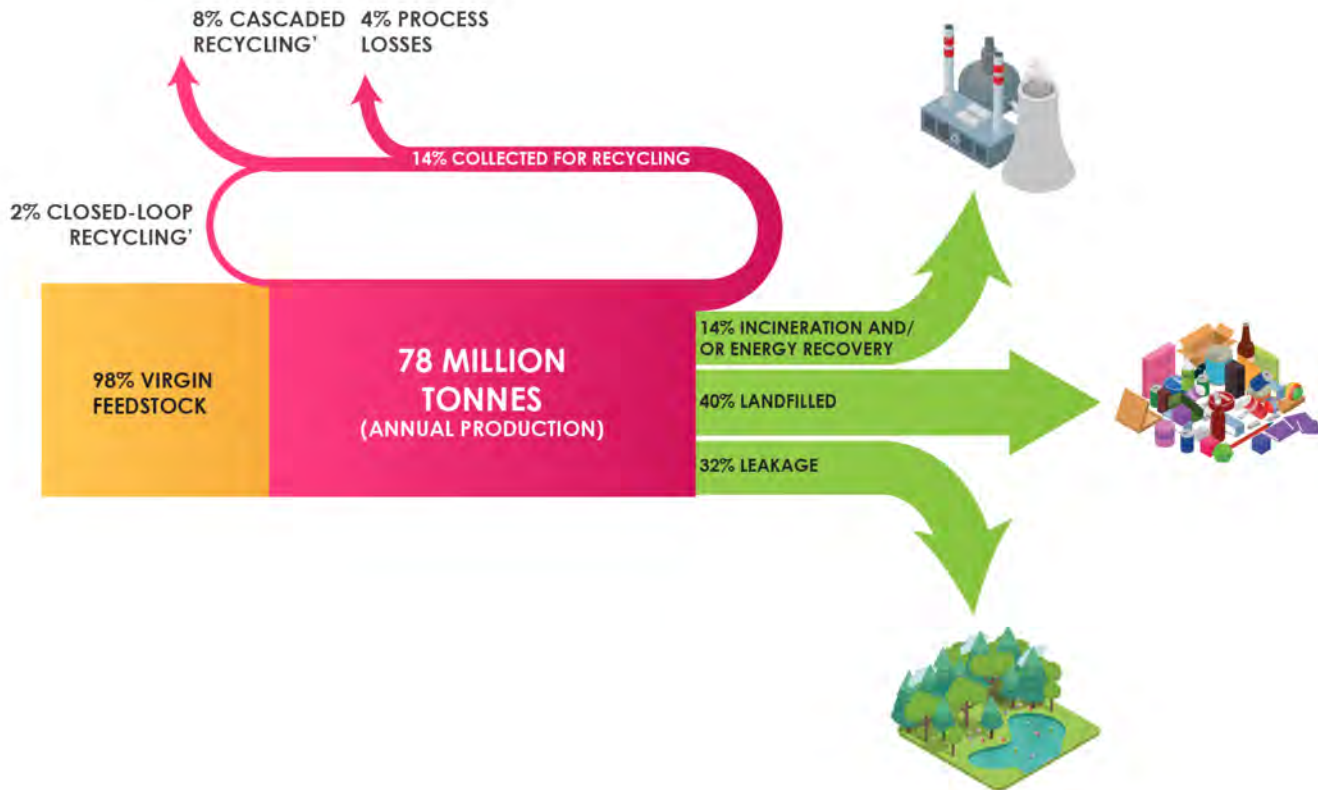 8% CASCADED
RECYCLING'
4% PROCESS
LOSSES
14% COLLECTED FOR RECYCLING
2% CLOSED-LOOP
RECYCLING'
98% VIRGIN
FEEDSTOCK
78 MILLION
TONNES
(ANNUAL PRODUCTION)
14% INCINERATION AND/
OR ENERGY RECOVERY
40% LANDFILLED
32% LEAKAGE